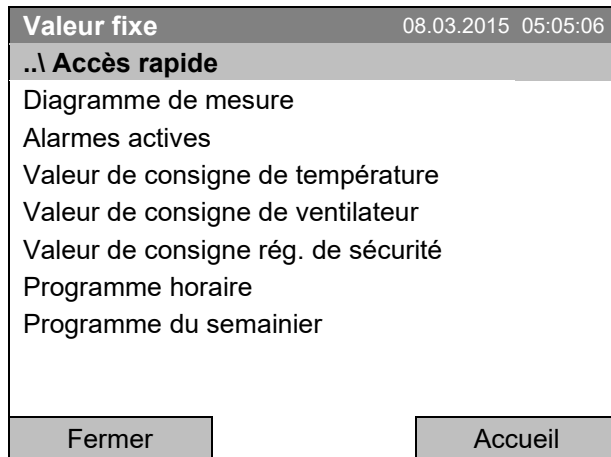 Valeur fixe 08.03.2015 05:05:06
..\ Accès rapide
Diagramme de mesure
Alarmes actives
Valeur de consigne de température
Valeur de consigne de ventilateur
Valeur de consigne rég. de sécurité
Programme horaire
Programme du semainier
Fermer Accueil